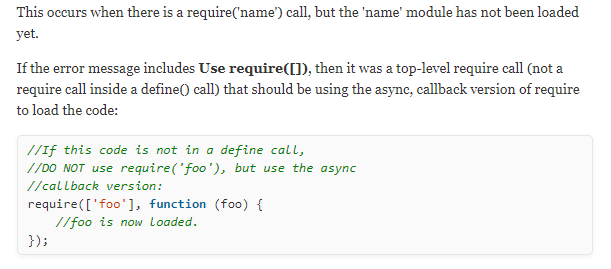 This occurs when there is a require('name') call, but the 'name' module has not been loaded
yet.
If the error message includes Use require([]), then it was a top-level require call (not a
require call inside a define() call) that should be using the async, callback version of require
to load the code:
//If this code is not in a define call,
//DO NOT use require('foo'), but use the async
//callback version:
require(['foo'], function (foo) {
    //foo is now loaded.
});